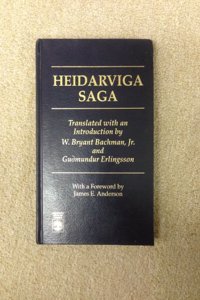 HEIDARVIGA
SAGA
Translated with an
Introduction by
W. Bryant Bachman, Jr.
and
Guðmundur Erlingsson
With a Foreword by
James E. Anderson